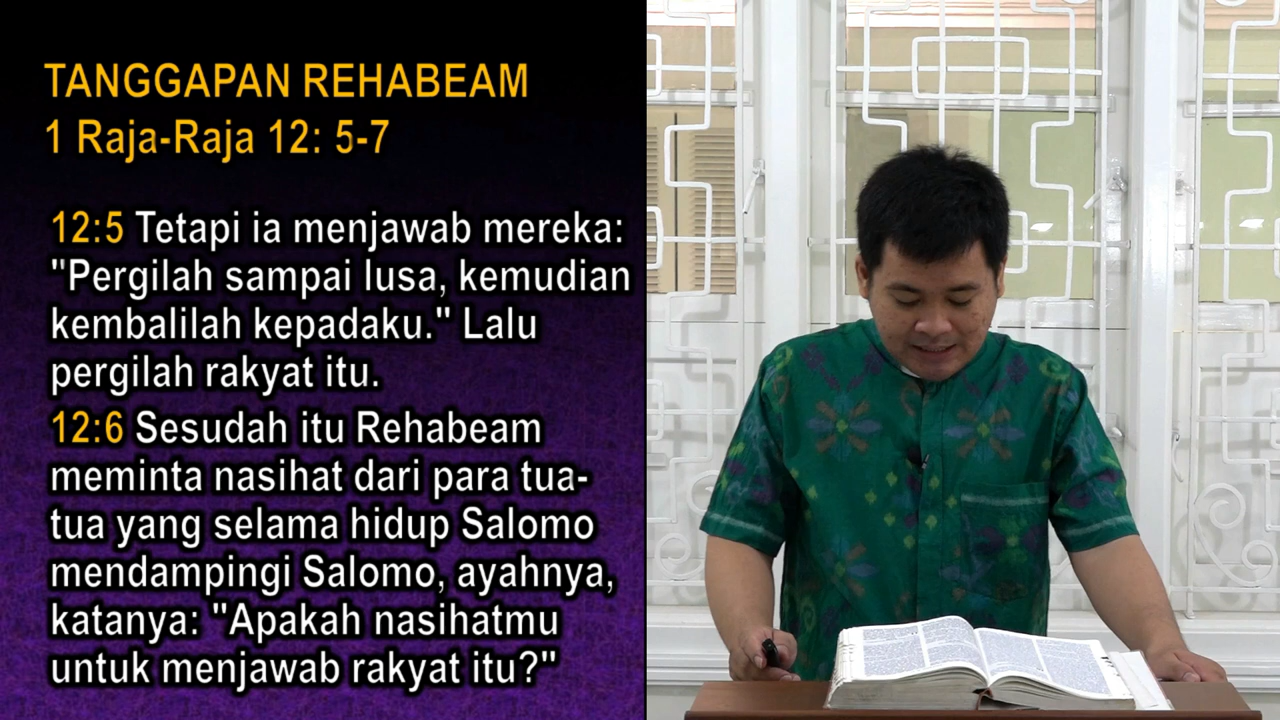 TANGGAPAN REHABEAM
1 Raja-Raja 12: 5-7
12:5 Tetapi ia menjawab mereka:
"Pergilah sampai lusa, kemudian
kembalilah kepadaku." Lalu
pergilah rakyat itu.
12:6 Sesudah itu Rehabeam
meminta nasihat dari para tua-
tua yang selama hidup Salomo
mendampingi Salomo, ayahnya,
katanya: "Apakah nasihatmu
untuk menjawab rakyat itu?"